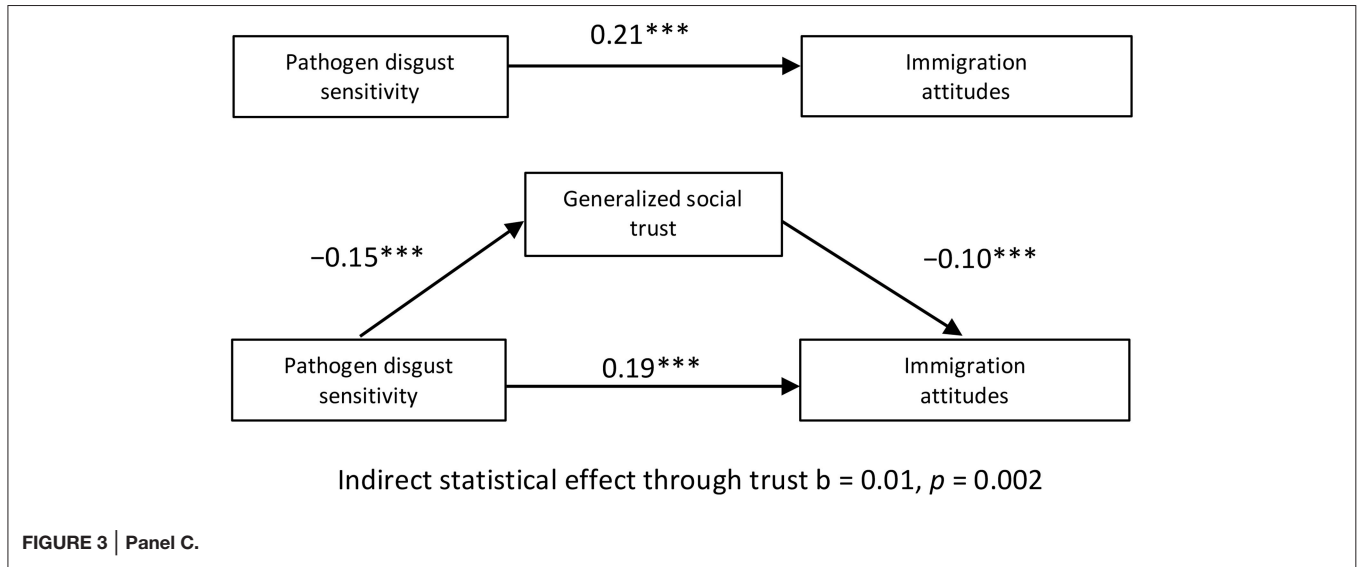 0.21***
Pathogen disgust
sensitivity
Immigration
attitudes
Generalized social
trust
−0.15***
−0.10***
Pathogen disgust
sensitivity
0.19***
Immigration
attitudes
Indirect statistical effect through trust b = 0.01, p = 0.002
FIGURE 3 | Panel C.